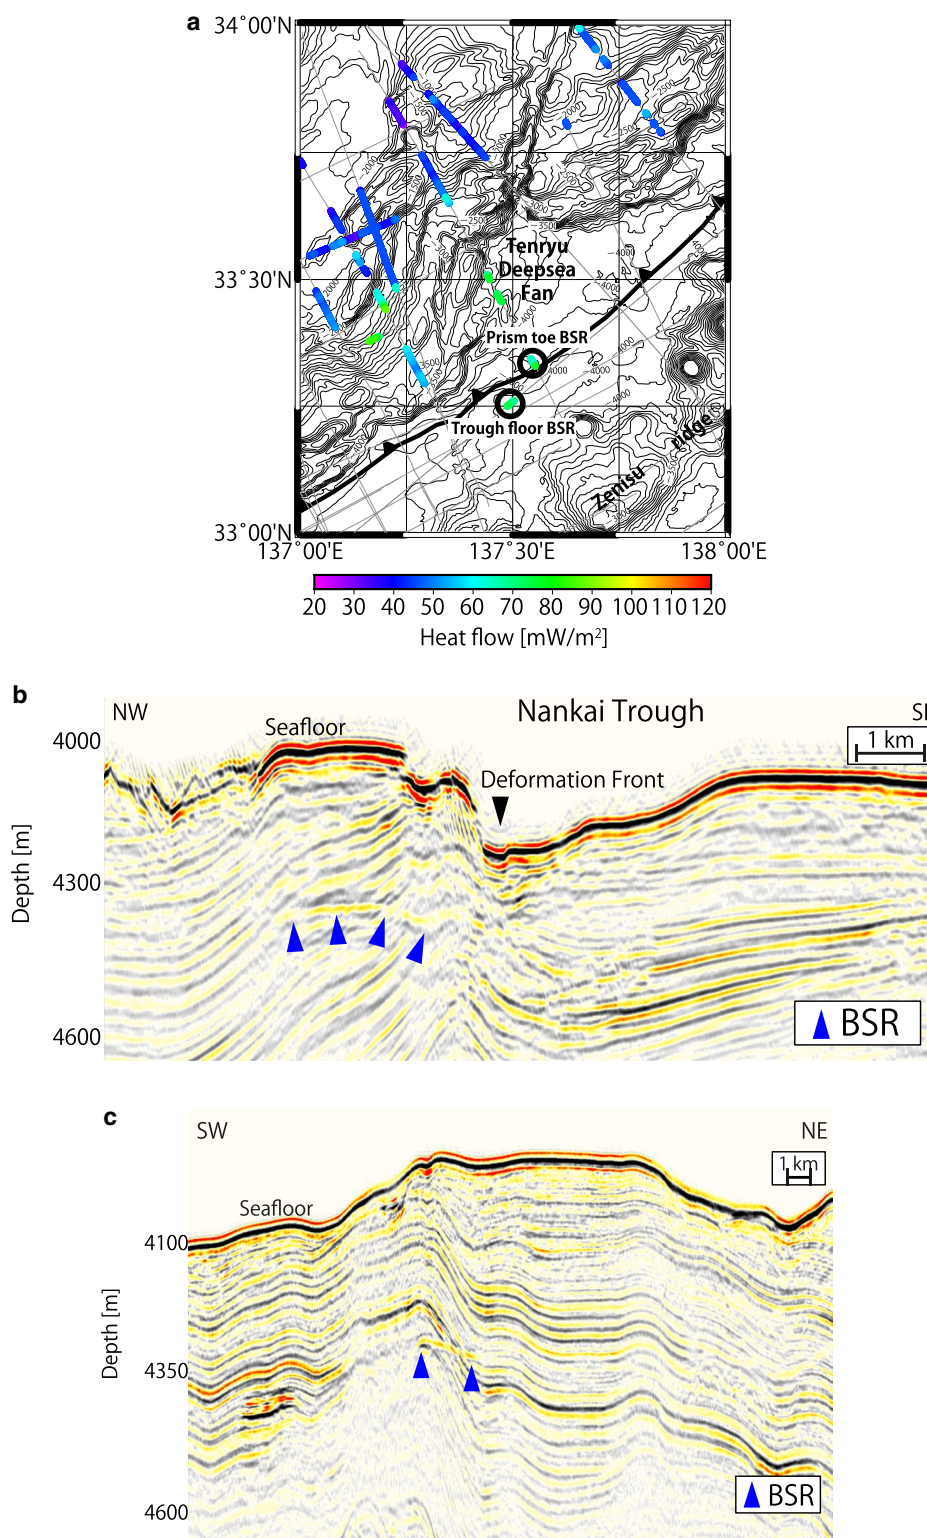 a
34°00'N
Tenryu
Deepsea
Fan
33°30'N
Prism toe BSR
Trough floor BSR
Zenisu ridge
33°00'N
137°00'E 137°30'E 138°00'E
20 30 40 50 60 70 80 90 100 110 120
Heat flow [mW/m²]
b
NW Nankai Trough
Seafloor
1 km
4000
Deformation Front
Depth [m]
4300
BSR
4600
c
SW NE
1 km
Seafloor
4100
Depth [m]
4350
BSR
4600